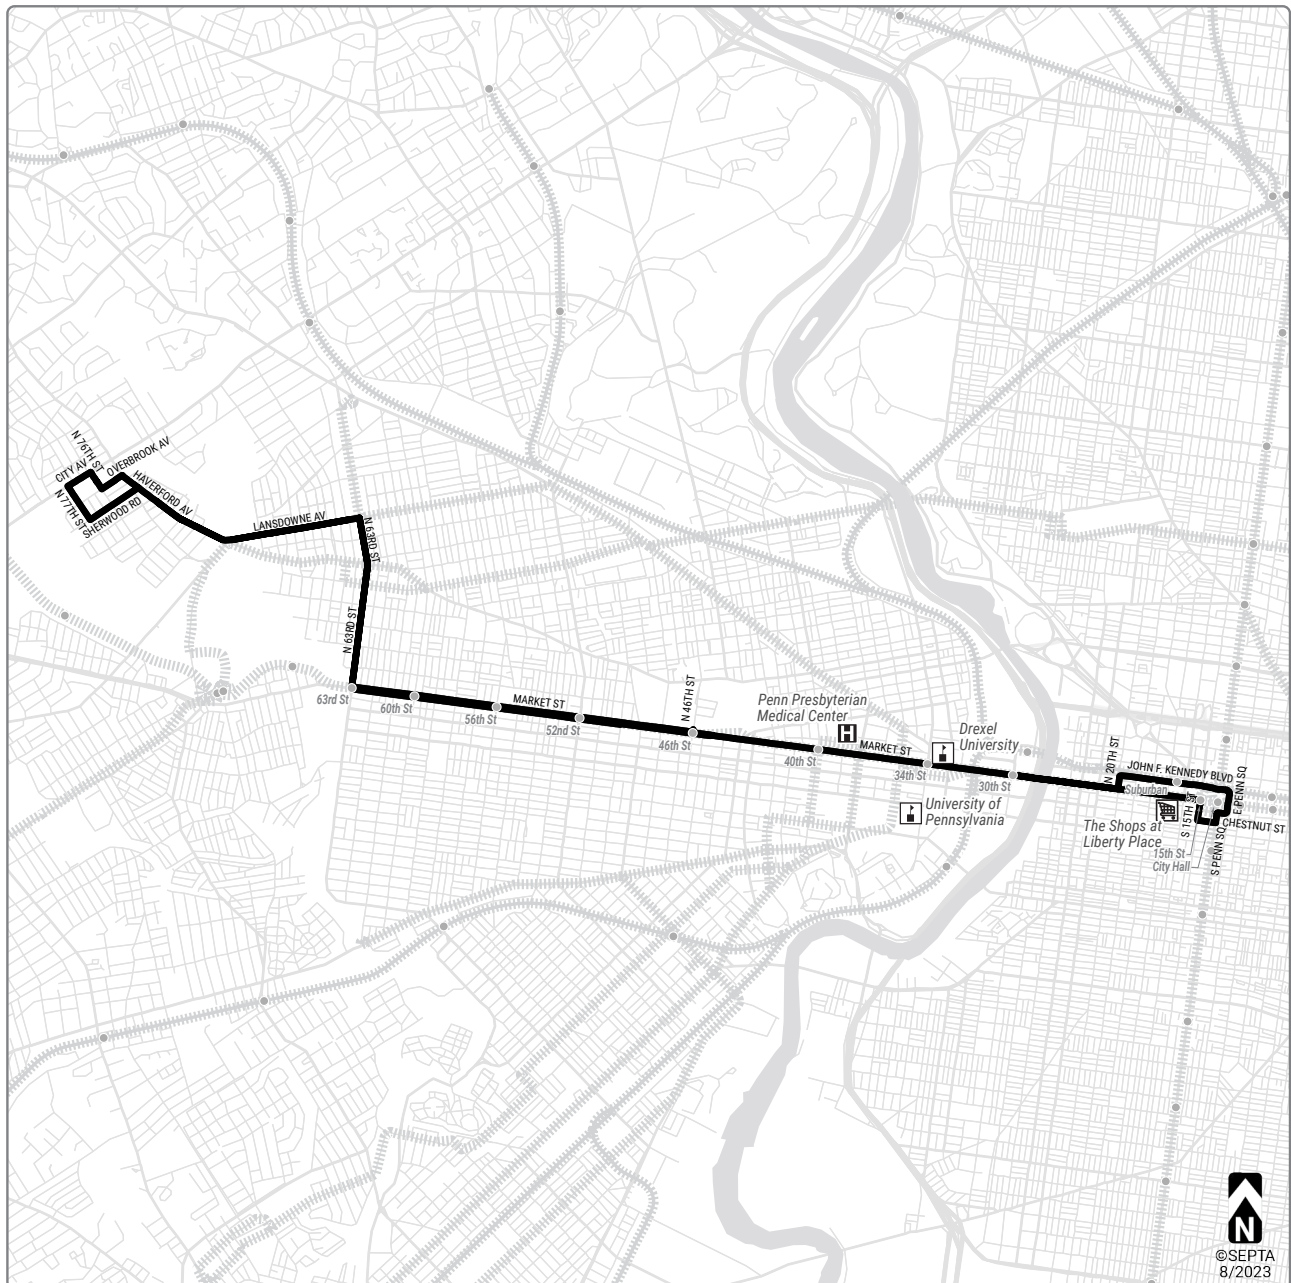 N 76TH ST
CITY AV
OVERBROOK AV
HAVERFORD AV
N 77TH ST
SHERWOOD RD
LANSDOWNE AV
N 63RD ST
N 63RD ST
63rd St
60th St
56th St
MARKET ST
52nd St
N 46TH ST
46th St
Penn Presbyterian
Medical Center
H
40th St
MARKET ST
34th St
Drexel
University
30th St
University of
Pennsylvania
N 20TH ST
JOHN F. KENNEDY BLVD
Suburban
E PENN SQ
S 15TH ST
CHESTNUT ST
The Shops at
Liberty Place
15th St
City Hall
S PENN SQ
N
©SEPTA
8/2023